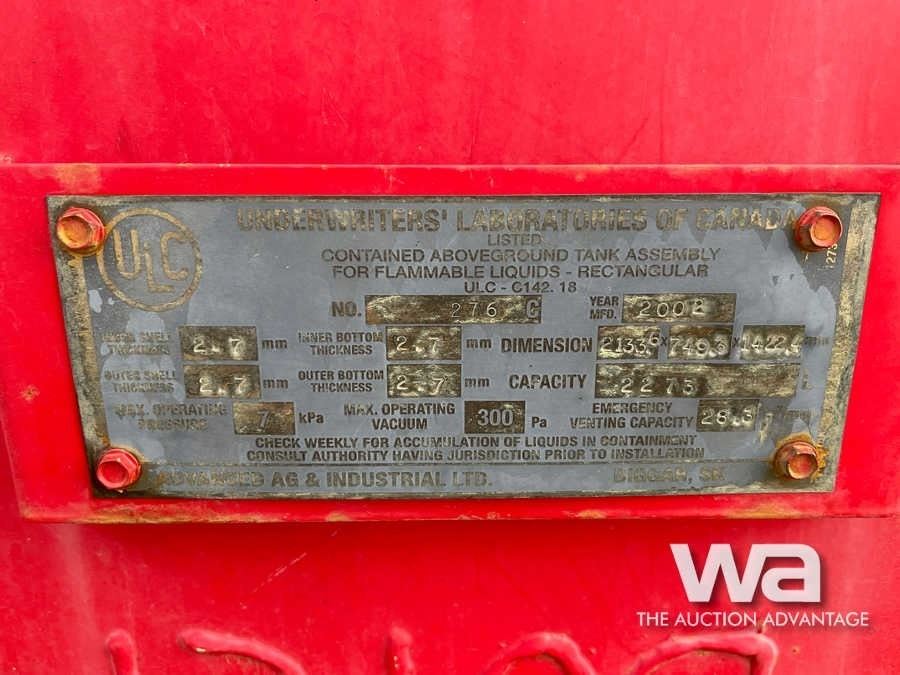 ULC
UNDERWRITERS' LABORATORIES OF CANADA
LISTED
CONTAINED ABOVEGROUND TANK ASSEMBLY
FOR FLAMMABLE LIQUIDS - RECTANGULAR
ULC - C142.18
NO. 276 C YEAR MFD. 2002
INNER SHELL THICKNESS 2.7 mm INNER BOTTOM THICKNESS 2.7 mm DIMENSION 2133.6 x 749.3 x 1422.4 mm
OUTER SHELL THICKNESS 2.7 mm OUTER BOTTOM THICKNESS 2.7 mm CAPACITY 2273 L
MAX. OPERATING PRESSURE 7 kPa MAX. OPERATING VACUUM 300 Pa EMERGENCY VENTING CAPACITY 28.3
CHECK WEEKLY FOR ACCUMULATION OF LIQUIDS IN CONTAINMENT
CONSULT AUTHORITY HAVING JURISDICTION PRIOR TO INSTALLATION
ADVANCED AG & INDUSTRIAL LTD. BIGGAR, SK
wa
THE AUCTION ADVANTAGE